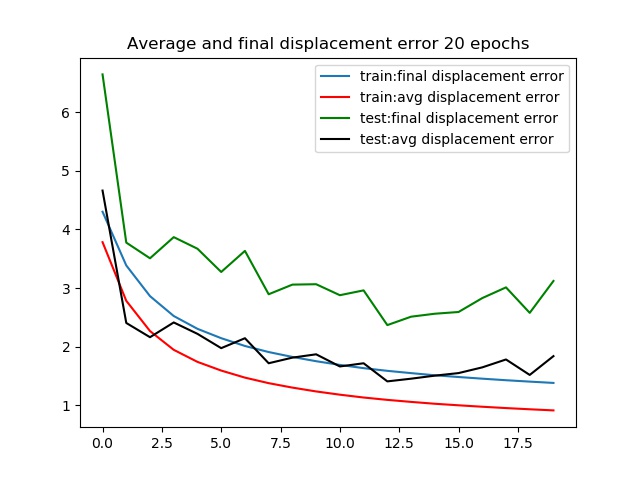 Average and final displacement error 20 epochs
train:final displacement error
train:avg displacement error
test:final displacement error
test:avg displacement error
6
5
4
3
2
1
0.0 2.5 5.0 7.5 10.0 12.5 15.0 17.5